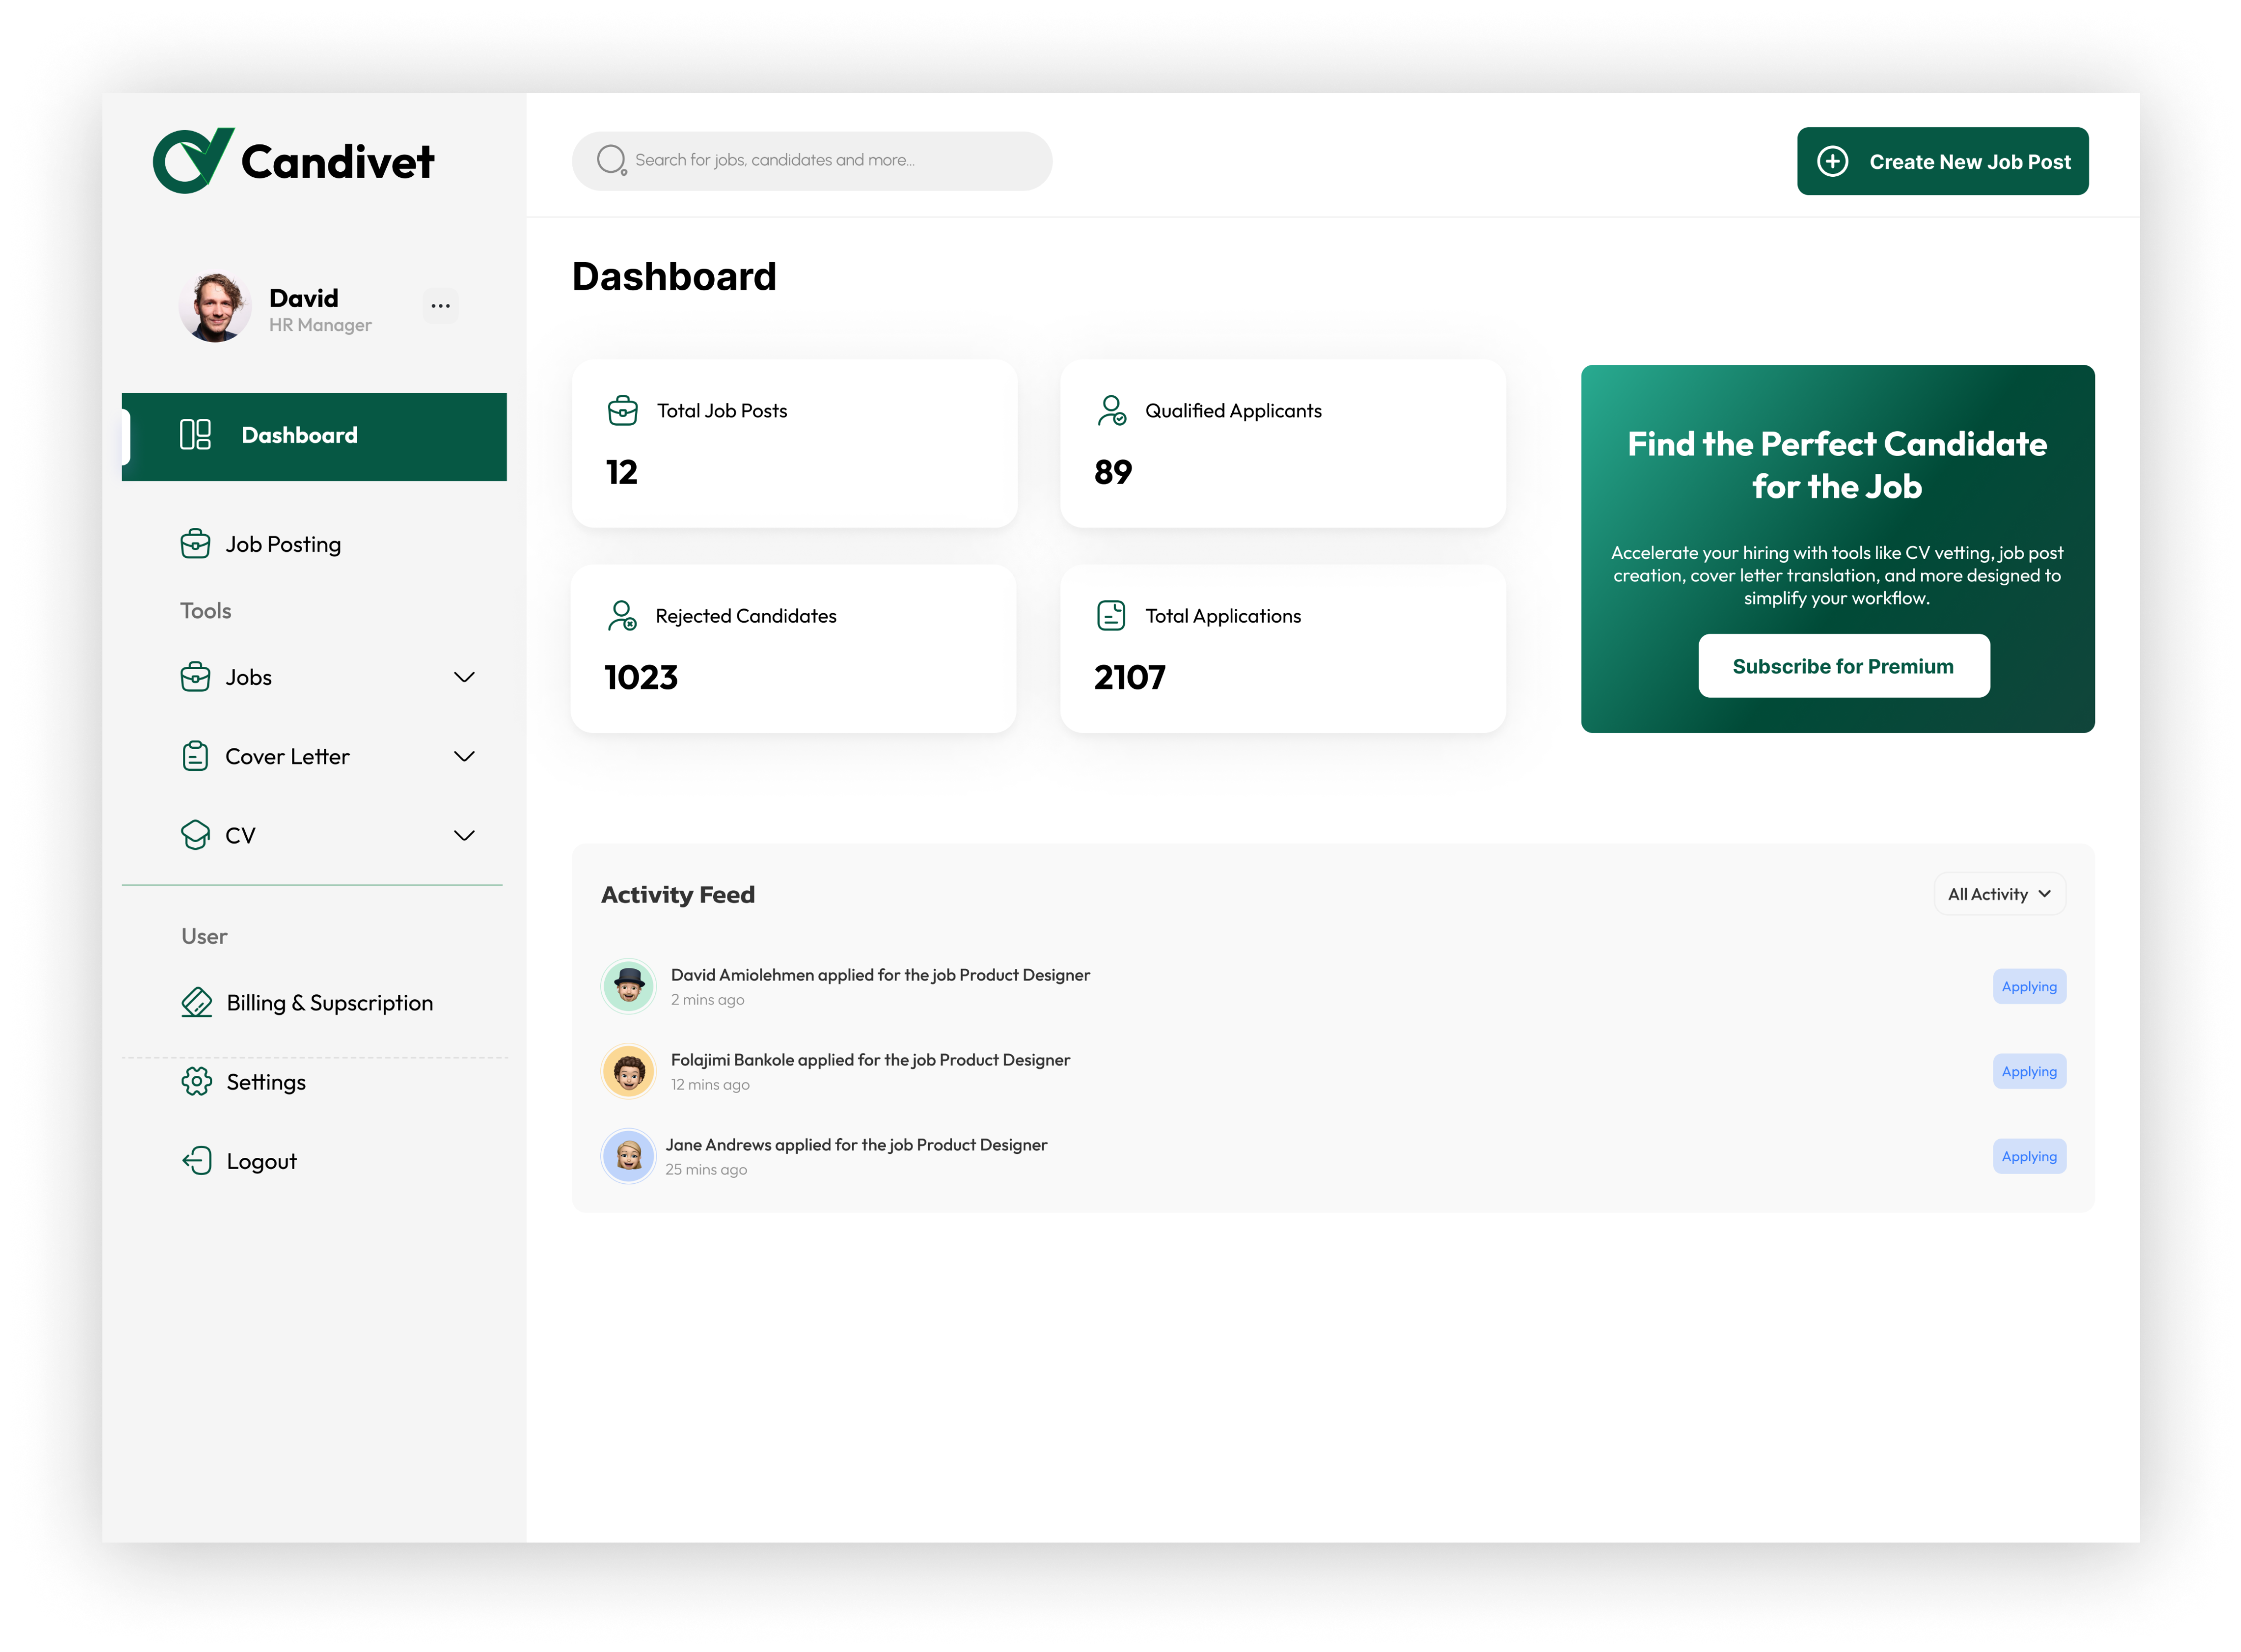 Candivet
David
HR Manager
Dashboard
Job Posting
Tools
Jobs
Cover Letter
CV
User
Billing & Supscription
Settings
Logout
Search for jobs, candidates and more...
Create New Job Post
Dashboard
Total Job Posts
12
Qualified Applicants
89
Rejected Candidates
1023
Total Applications
2107
Find the Perfect Candidate
for the Job
Accelerate your hiring with tools like CV vetting, job post
creation, cover letter translation, and more designed to
simplify your workflow.
Subscribe for Premium
Activity Feed
All Activity
David Amiolehmen applied for the job Product Designer
2 mins ago
Applying
Folajimi Bankole applied for the job Product Designer
12 mins ago
Applying
Jane Andrews applied for the job Product Designer
25 mins ago
Applying